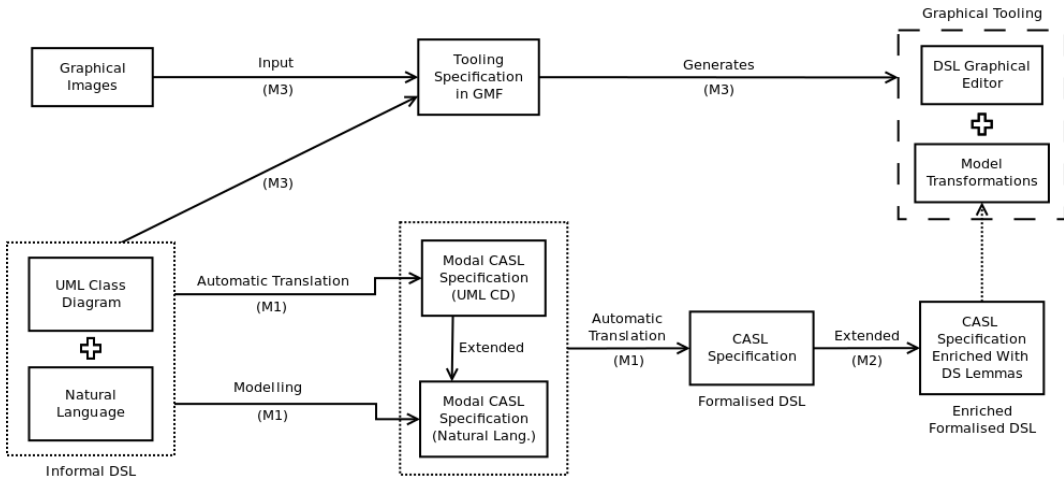 Graphical Tooling
Graphical
Images
Input
(M3)
Tooling
Specification
in GMF
Generates
(M3)
DSL Graphical
Editor
Model
Transformations
(M3)
UML Class
Diagram
Natural
Language
Informal DSL
Automatic Translation
(M1)
Modelling
(M1)
Modal CASL
Specification
(UML CD)
Extended
Modal CASL
Specification
(Natural Lang.)
Automatic
Translation
(M1)
CASL
Specification
Formalised DSL
Extended
(M2)
CASL
Specification
Enriched With
DS Lemmas
Enriched
Formalised DSL